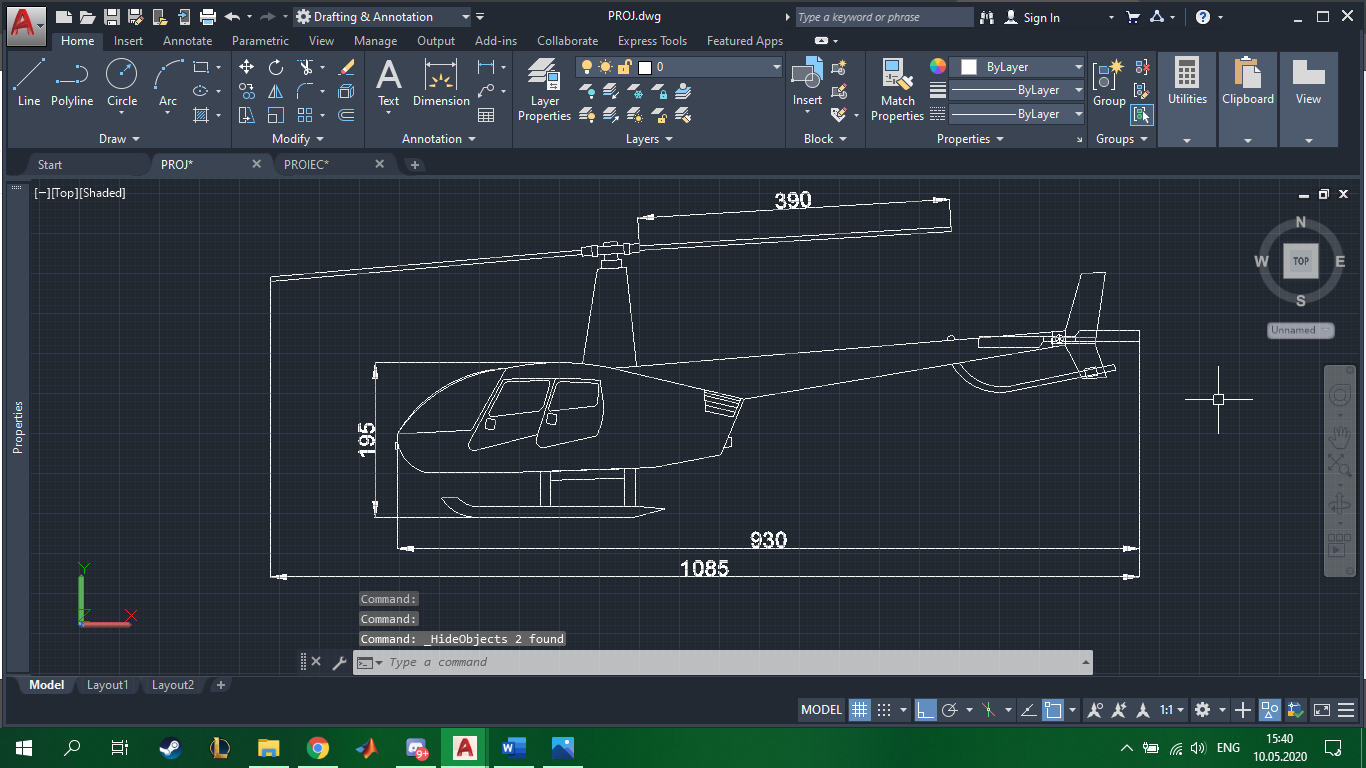 A
Drafting & Annotation
PROJ.dwg
Type a keyword or phrase
Sign In
?
Home
Insert
Annotate
Parametric
View
Manage
Output
Add-ins
Collaborate
Express Tools
Featured Apps
Line
Polyline
Circle
Arc
Draw
Modify
A
Text
Dimension
Annotation
Layer
Properties
0
Layers
Insert
Block
Match
Properties
ByLayer
ByLayer
ByLayer
Properties
Group
Groups
Utilities
Clipboard
View
Start
PROJ*
PROIEC*
[−][Top][Shaded]
N
W
TOP
E
S
Unnamed
Properties
390
195
930
1085
Y
X
Command:
Command:
Command: _HideObjects 2 found
Type a command
Model
Layout1
Layout2
MODEL
1:1
9+
A
W
ENG
15:40
10.05.2020